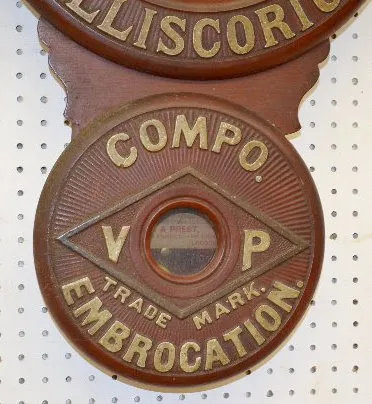 ELLISCORIC
COMPO.
V P
TRADE MARK.
EMBROCATION.